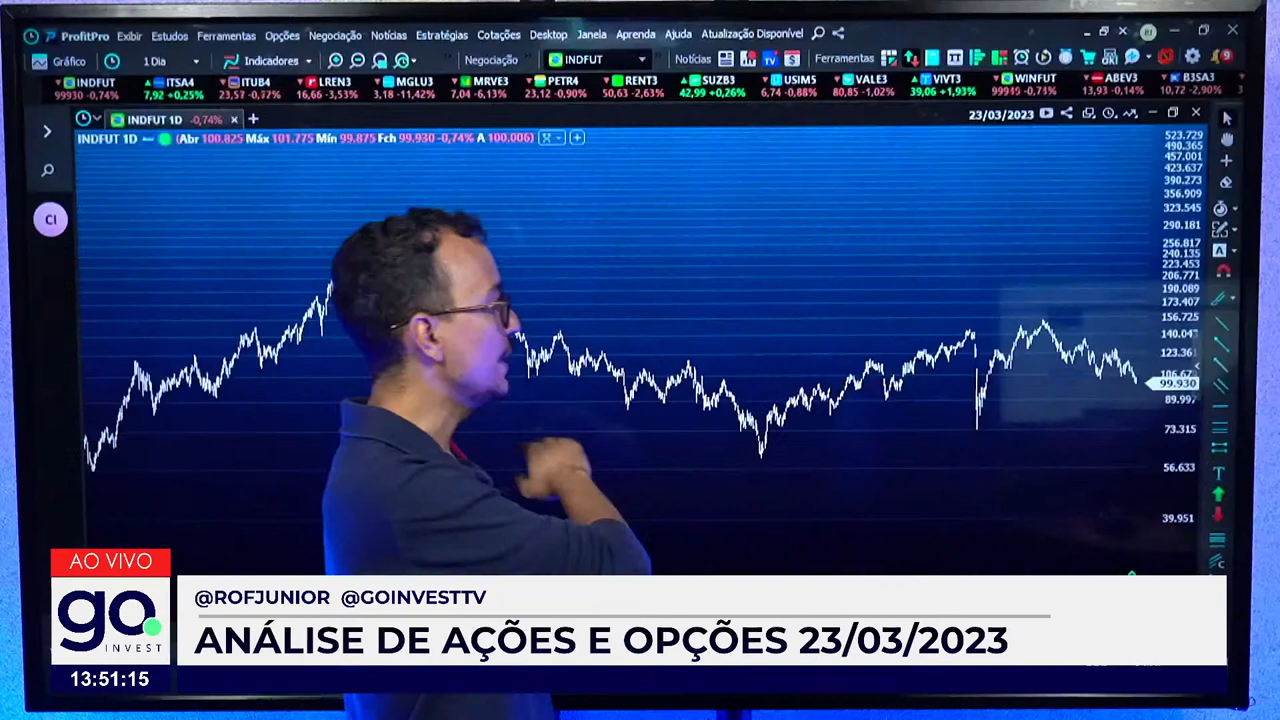 ProfitPro Exibir Estudos Ferramentas Opções Negociação Notícias Estratégias Cotações Desktop Janela Aprenda Ajuda Atualização Disponível
Gráfico 1 Dia Indicadores Negociação INDFUT Notícias Ferramentas
INDFUT ITSA4 ITUB4 LREN3 MGLU3 MRVE3 PETR4 RENT3 SUZB3 USIM5 VALE3 VIVT3 WINFUT ABEV3 B3SA3
99930 -0,74% 7,92 +0,25% 23,57 -0,77% 16,66 -3,53% 3,18 -11,42% 7,04 -6,13% 23,12 -0,90% 50,63 -2,63% 42,99 +0,26% 6,74 -0,88% 80,85 -1,02% 39,06 +1,93% 99945 -0,73% 13,93 -0,14% 10,72 -2,90%
INDFUT 1D -0,74% 23/03/2023
INDFUT 1D (Abr 100.825 Máx 101.775 Mín 99.875 Fch 99.930 -0,74% A 100.006)
523.729
490.365
457.001
423.637
390.273
356.909
323.545
290.181
256.817
240.135
223.453
206.771
190.089
173.407
156.725
140.043
123.361
106.67
99.930
89.997
73.315
56.633
39.951
CI
AO VIVO
go.
INVEST
13:51:15
@ROFJUNIOR @GOINVESTTV
ANÁLISE DE AÇÕES E OPÇÕES 23/03/2023